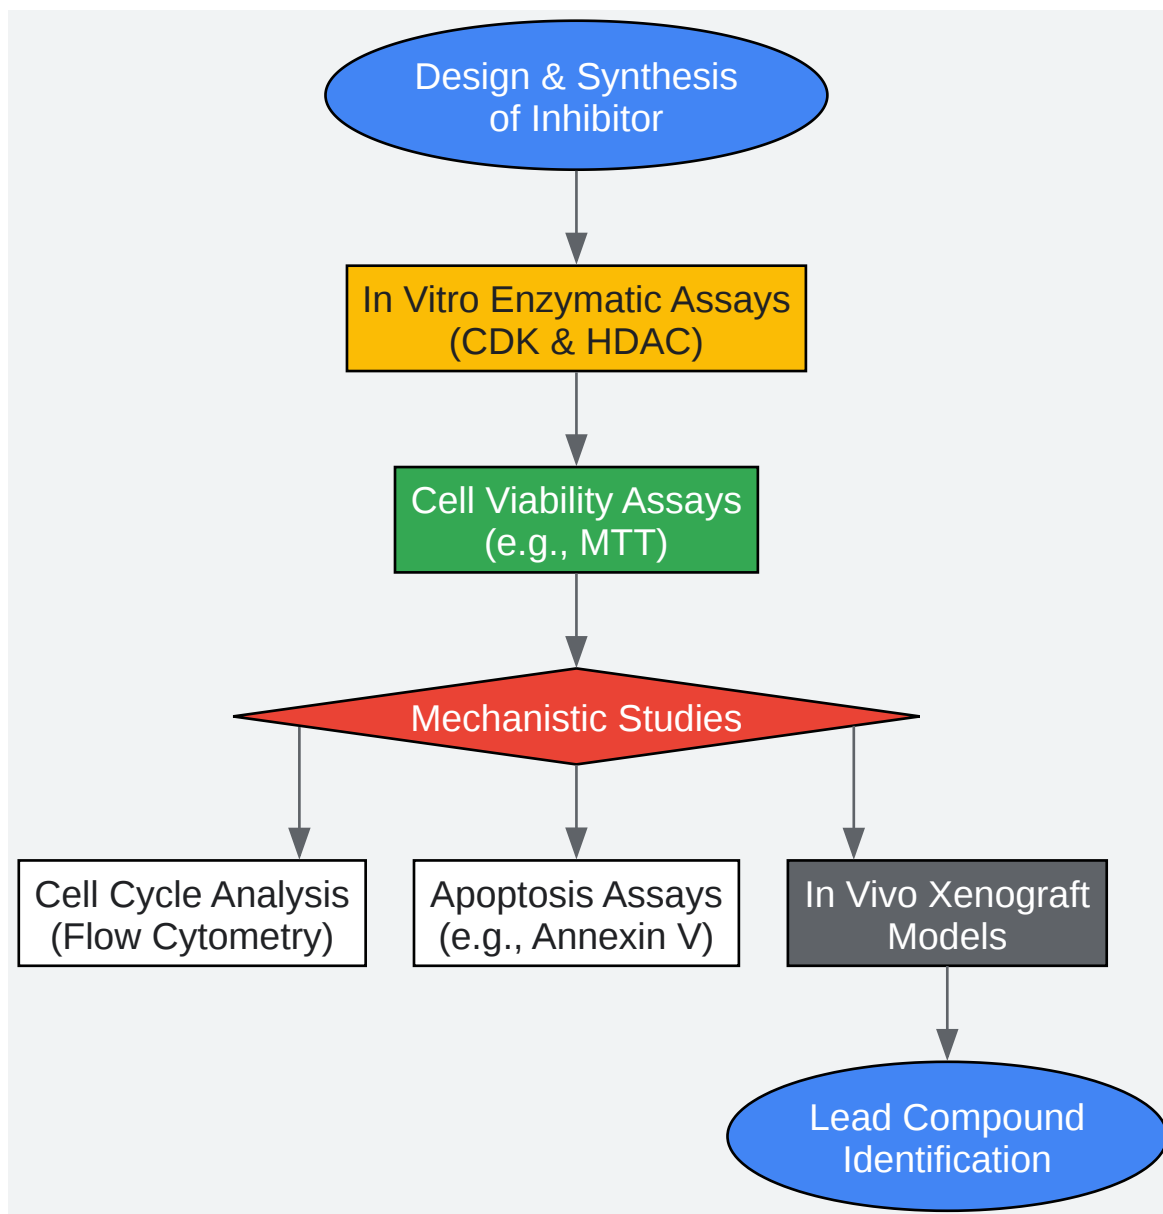 Design & Synthesis
of Inhibitor
In Vitro Enzymatic Assays
(CDK & HDAC)
Cell Viability Assays
(e.g., MTT)
Mechanistic Studies
Cell Cycle Analysis
(Flow Cytometry)
Apoptosis Assays
(e.g., Annexin V)
In Vivo Xenograft
Models
Lead Compound
Identification